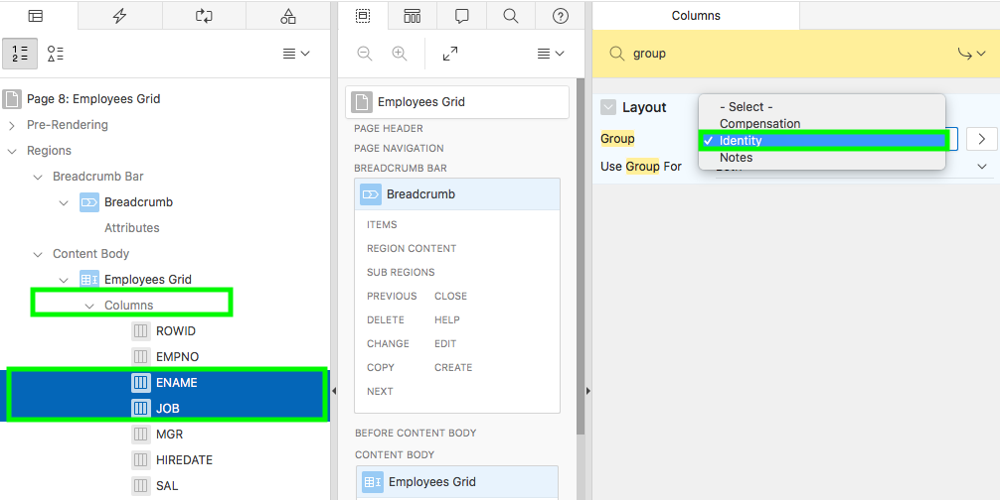 Page 8: Employees Grid
Pre-Rendering
Regions
Breadcrumb Bar
Breadcrumb
Attributes
Content Body
Employees Grid
Columns
ROWID
EMPNO
ENAME
JOB
MGR
HIREDATE
SAL
Employees Grid
PAGE HEADER
PAGE NAVIGATION
BREADCRUMB BAR
Breadcrumb
ITEMS
REGION CONTENT
SUB REGIONS
PREVIOUS CLOSE
DELETE HELP
CHANGE EDIT
COPY CREATE
NEXT
BEFORE CONTENT BODY
CONTENT BODY
Employees Grid
Columns
group
Layout
- Select -
Compensation
Group
✓ Identity
Notes
Use Group For